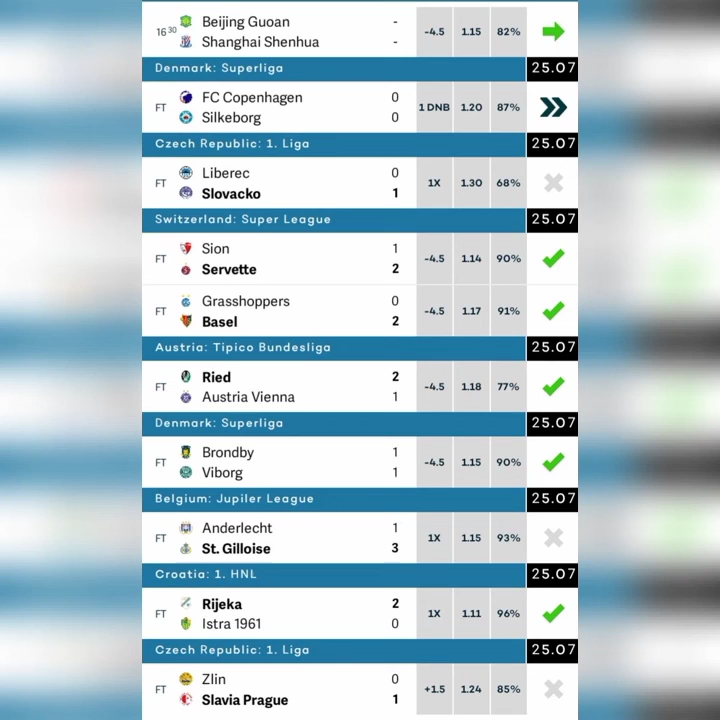 16 30 Beijing Guoan - -4.5 1.15 82%
Shanghai Shenhua -
Denmark: Superliga 25.07
FT FC Copenhagen 0 1 DNB 1.20 87%
Silkeborg 0
Czech Republic: 1. Liga 25.07
FT Liberec 0 1X 1.30 68%
Slovacko 1
Switzerland: Super League 25.07
FT Sion 1 -4.5 1.14 90%
Servette 2
FT Grasshoppers 0 -4.5 1.17 91%
Basel 2
Austria: Tipico Bundesliga 25.07
FT Ried 2 -4.5 1.18 77%
Austria Vienna 1
Denmark: Superliga 25.07
FT Brondby 1 -4.5 1.15 90%
Viborg 1
Belgium: Jupiler League 25.07
FT Anderlecht 1 1X 1.15 93%
St. Gilloise 3
Croatia: 1. HNL 25.07
FT Rijeka 2 1X 1.11 96%
Istra 1961 0
Czech Republic: 1. Liga 25.07
FT Zlin 0 +1.5 1.24 85%
Slavia Prague 1